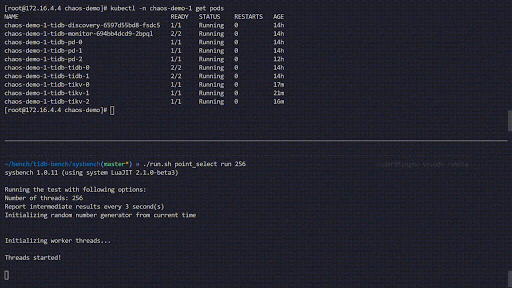 [root@172.16.4.4 chaos-demo]# kubectl -n chaos-demo-1 get pods
NAME READY STATUS RESTARTS AGE
chaos-demo-1-tidb-discovery-6597d55bd8-fsdc5 1/1 Running 0 14h
chaos-demo-1-tidb-monitor-694bb4dcd9-2bpql 2/2 Running 0 14h
chaos-demo-1-tidb-pd-0 1/1 Running 0 14h
chaos-demo-1-tidb-pd-1 1/1 Running 0 14h
chaos-demo-1-tidb-pd-2 1/1 Running 0 12h
chaos-demo-1-tidb-tidb-0 2/2 Running 0 14h
chaos-demo-1-tidb-tidb-1 2/2 Running 0 14h
chaos-demo-1-tidb-tikv-0 1/1 Running 0 17m
chaos-demo-1-tidb-tikv-1 1/1 Running 0 21m
chaos-demo-1-tidb-tikv-2 1/1 Running 0 16m
[root@172.16.4.4 chaos-demo]#
~/bench/tidb-bench/sysbench(master*) » ./run.sh point_select run 256
sysbench 1.0.11 (using system LuaJIT 2.1.0-beta3)
Running the test with following options:
Number of threads: 256
Report intermediate results every 3 second(s)
Initializing random number generator from current time
Initializing worker threads...
Threads started!